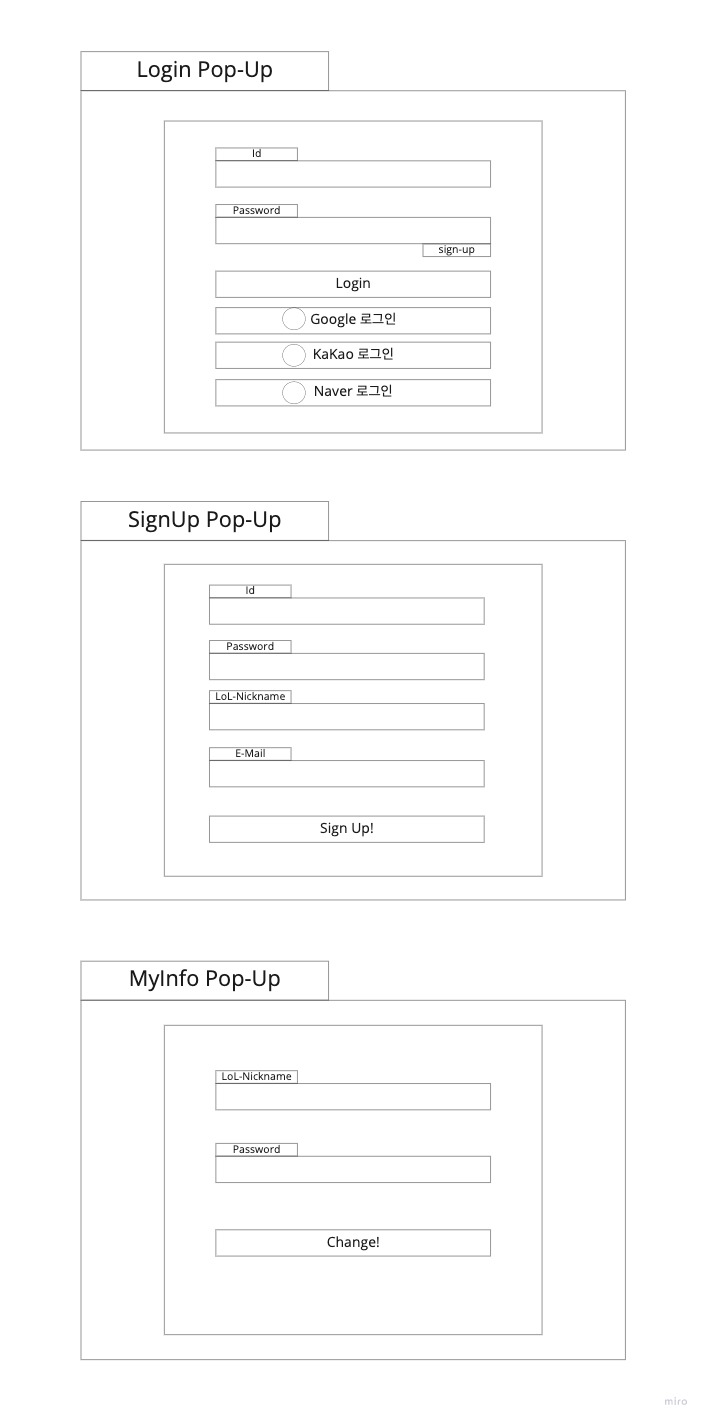 Login Pop-Up
Id
Password
sign-up
Login
Google 로그인
KaKao 로그인
Naver 로그인
SignUp Pop-Up
Id
Password
LoL-Nickname
E-Mail
Sign Up!
MyInfo Pop-Up
LoL-Nickname
Password
Change!
miro